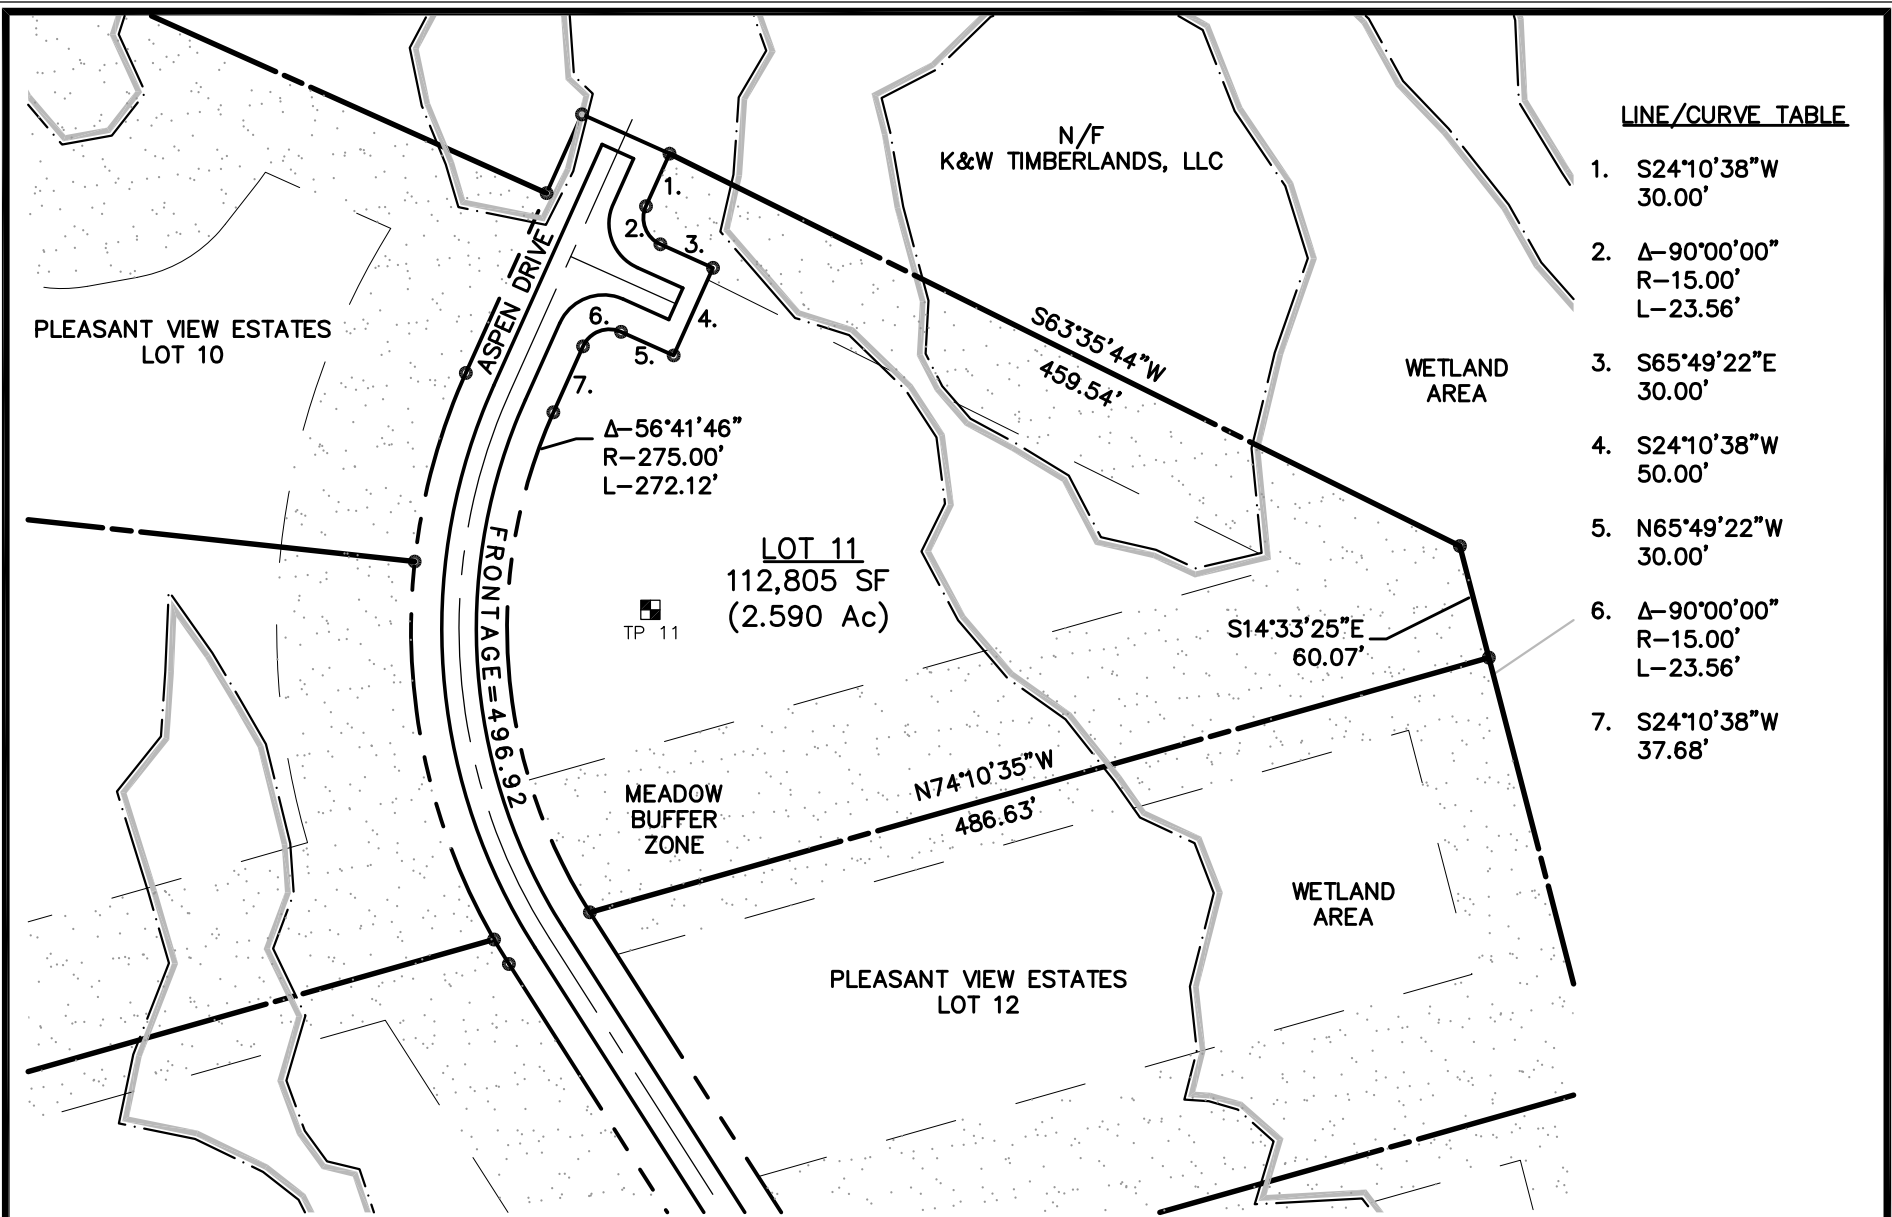 N/F
K&W TIMBERLANDS, LLC
LINE/CURVE TABLE
1. S24°10'38"W
30.00'
2. Δ-90°00'00"
R-15.00'
L-23.56'
3. S65°49'22"E
30.00'
4. S24°10'38"W
50.00'
5. N65°49'22"W
30.00'
6. Δ-90°00'00"
R-15.00'
L-23.56'
7. S24°10'38"W
37.68'
1.
2.
3.
4.
5.
6.
7.
ASPEN DRIVE
PLEASANT VIEW ESTATES
LOT 10
S63°35'44"W
459.54'
WETLAND
AREA
Δ-56°41'46"
R-275.00'
L-272.12'
FRONTAGE=496.92
LOT 11
112,805 SF
(2.590 Ac)
TP 11
S14°33'25"E
60.07'
MEADOW
BUFFER
ZONE
N74°10'35"W
486.63'
WETLAND
AREA
PLEASANT VIEW ESTATES
LOT 12